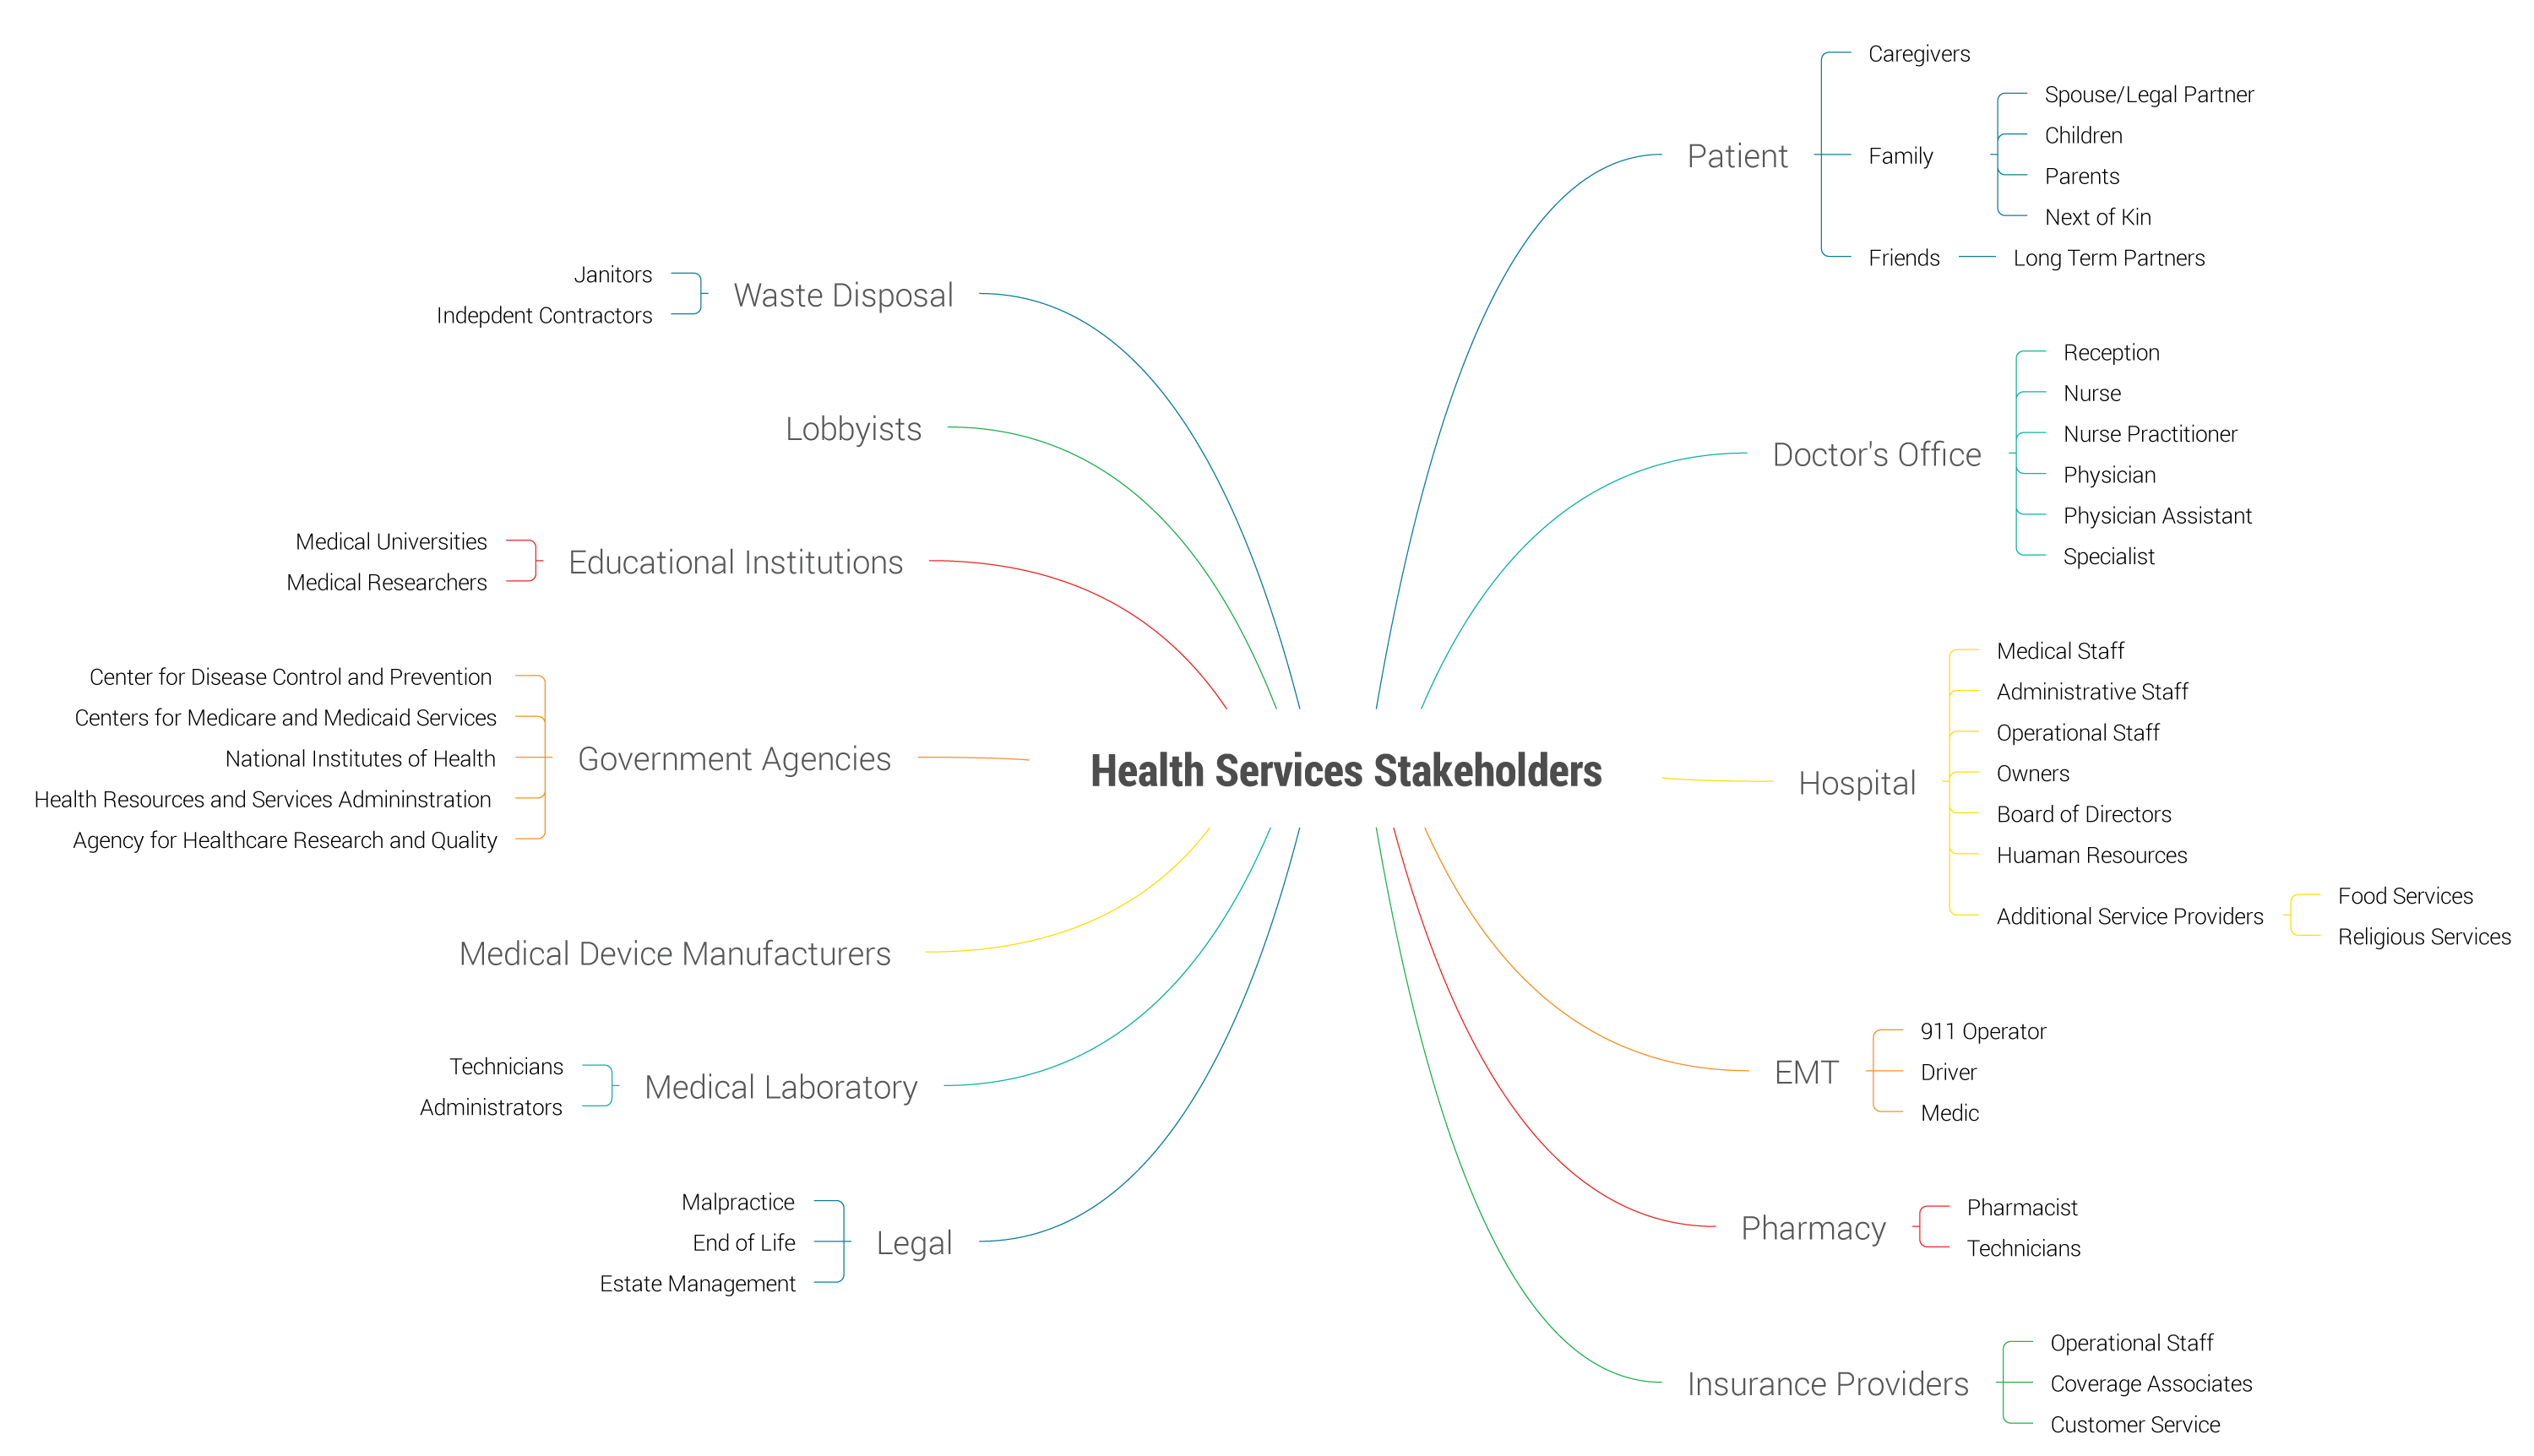 Health Services Stakeholders
Patient
Caregivers
Family
Spouse/Legal Partner
Children
Parents
Next of Kin
Friends
Long Term Partners
Doctor's Office
Reception
Nurse
Nurse Practitioner
Physician
Physician Assistant
Specialist
Hospital
Medical Staff
Administrative Staff
Operational Staff
Owners
Board of Directors
Huaman Resources
Additional Service Providers
Food Services
Religious Services
EMT
911 Operator
Driver
Medic
Pharmacy
Pharmacist
Technicians
Insurance Providers
Operational Staff
Coverage Associates
Customer Service
Waste Disposal
Janitors
Indepdent Contractors
Lobbyists
Educational Institutions
Medical Universities
Medical Researchers
Government Agencies
Center for Disease Control and Prevention
Centers for Medicare and Medicaid Services
National Institutes of Health
Health Resources and Services Admininstration
Agency for Healthcare Research and Quality
Medical Device Manufacturers
Medical Laboratory
Technicians
Administrators
Legal
Malpractice
End of Life
Estate Management